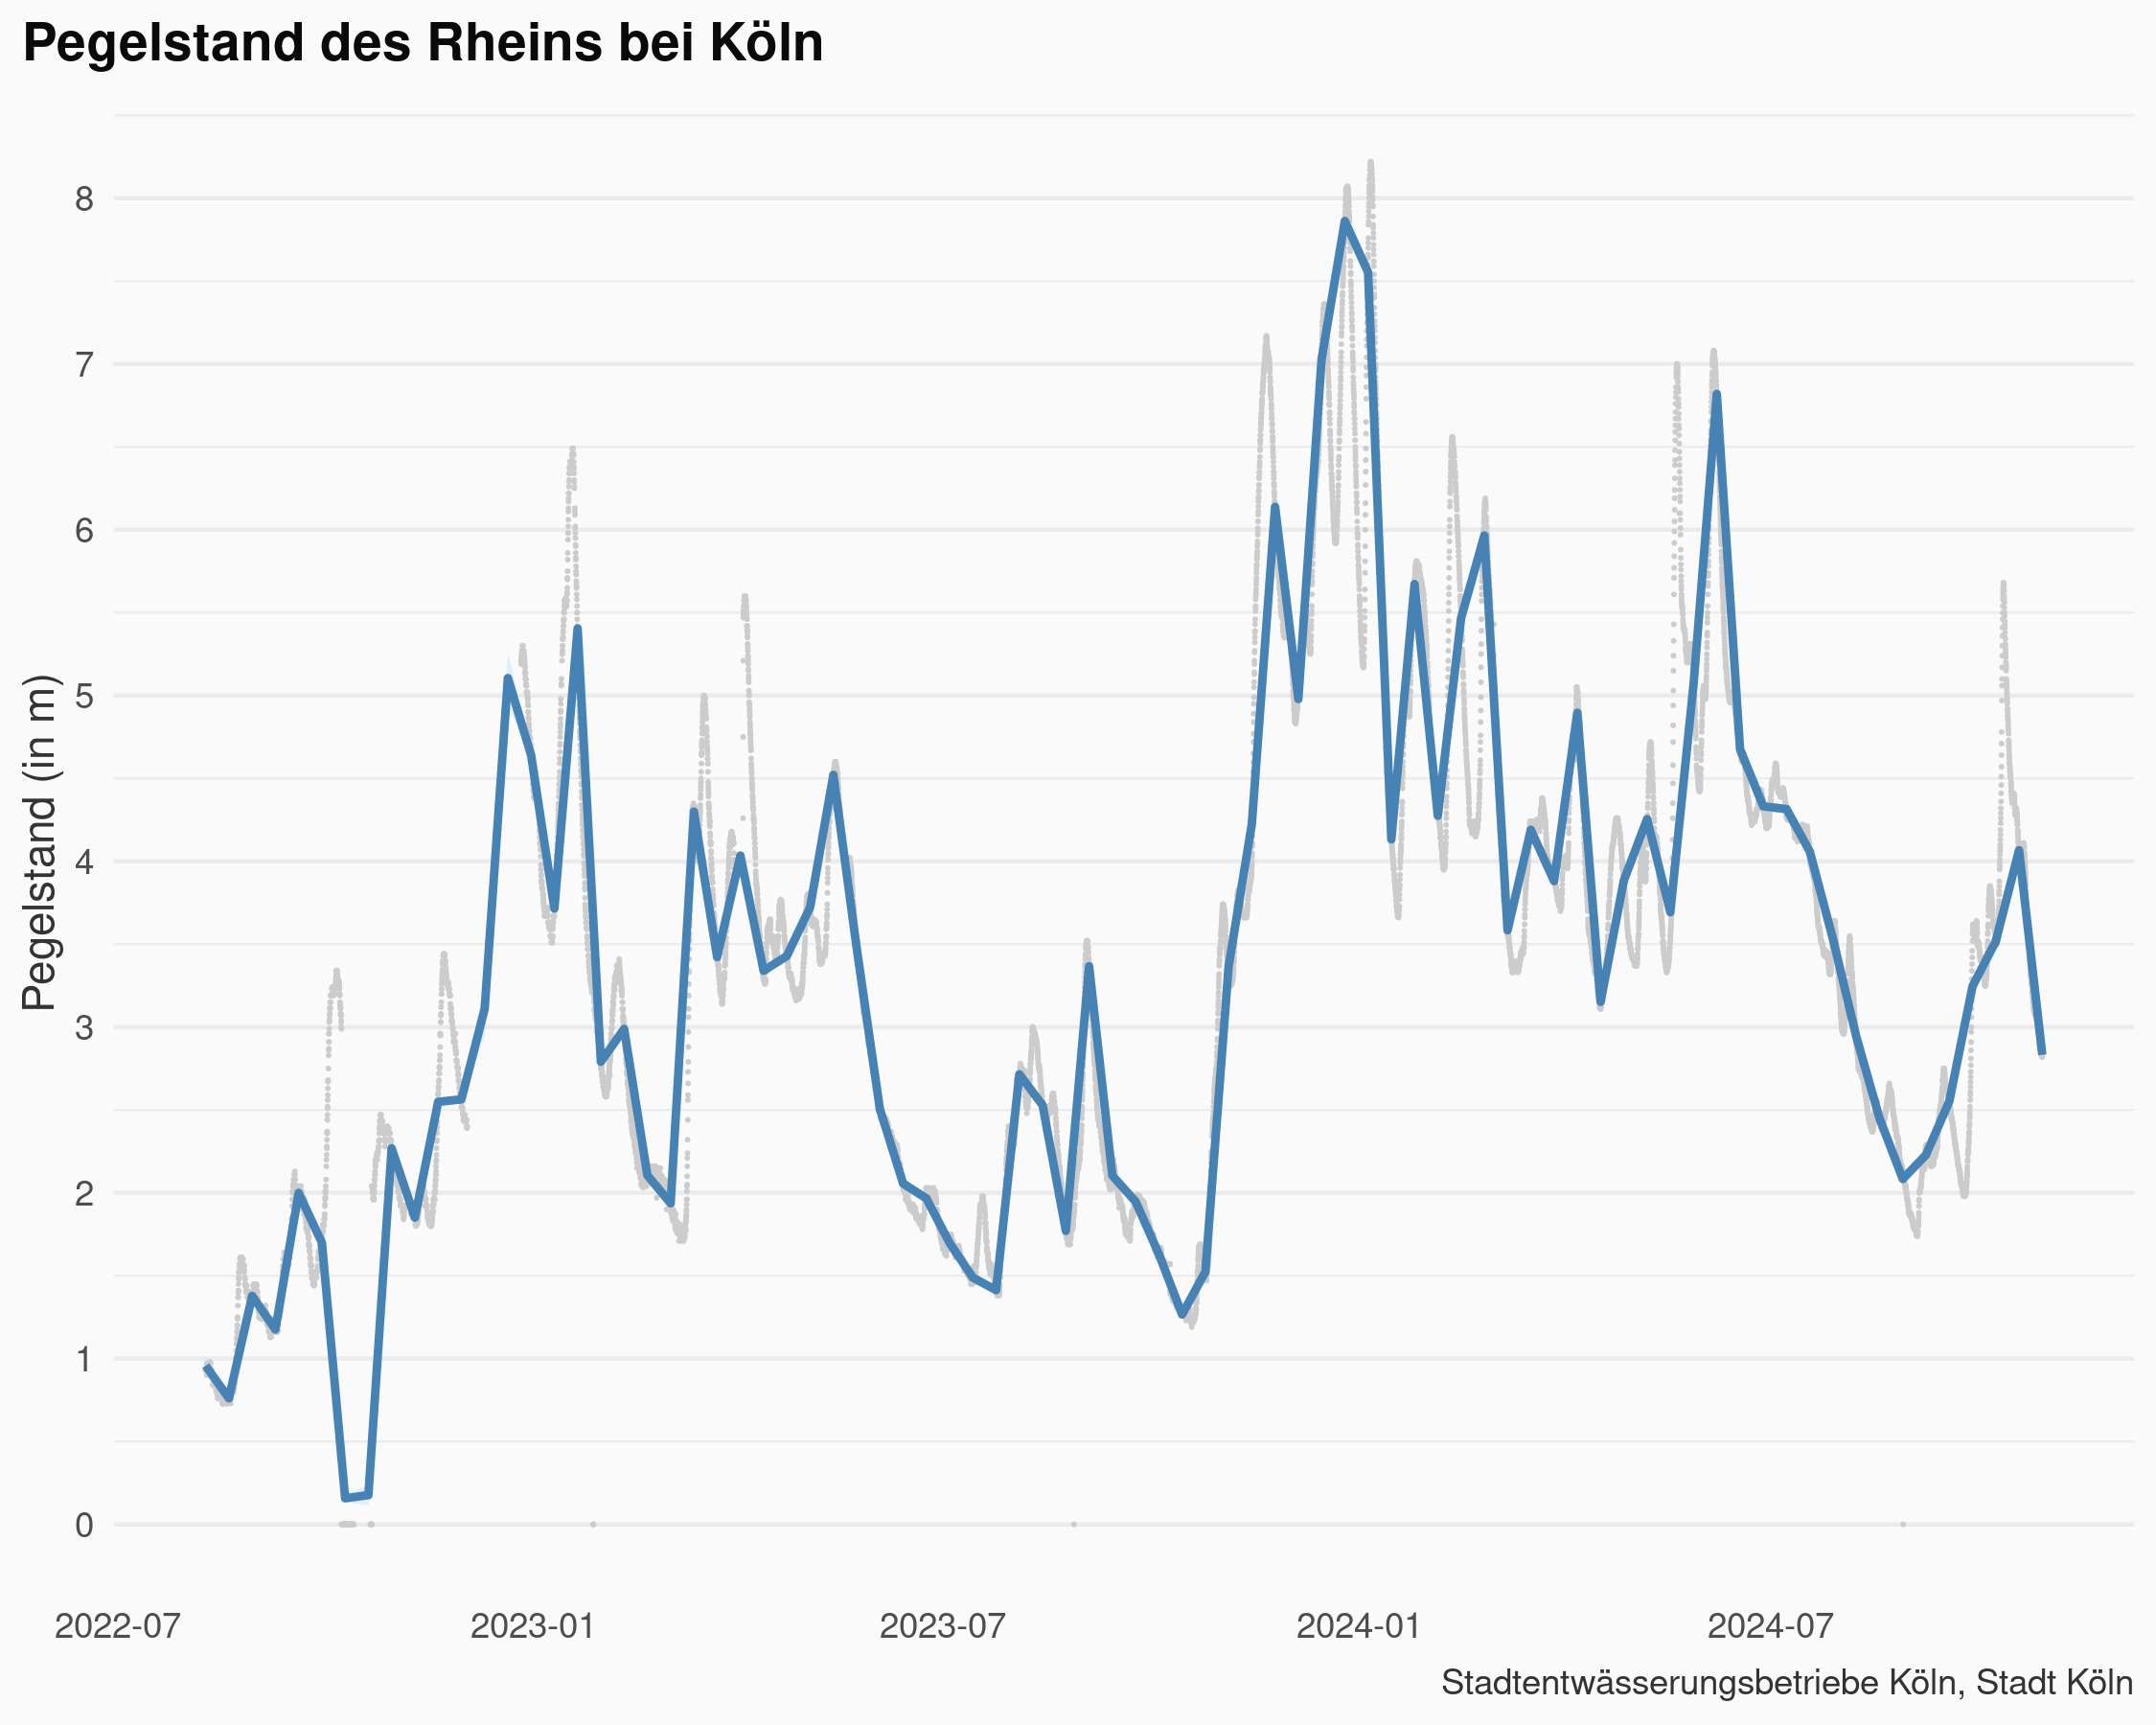 Pegelstand des Rheins bei Köln
Pegelstand (in m)
8
7
6
5
4
3
2
1
0
2022-07 2023-01 2023-07 2024-01 2024-07
Stadtentwässerungsbetriebe Köln, Stadt Köln